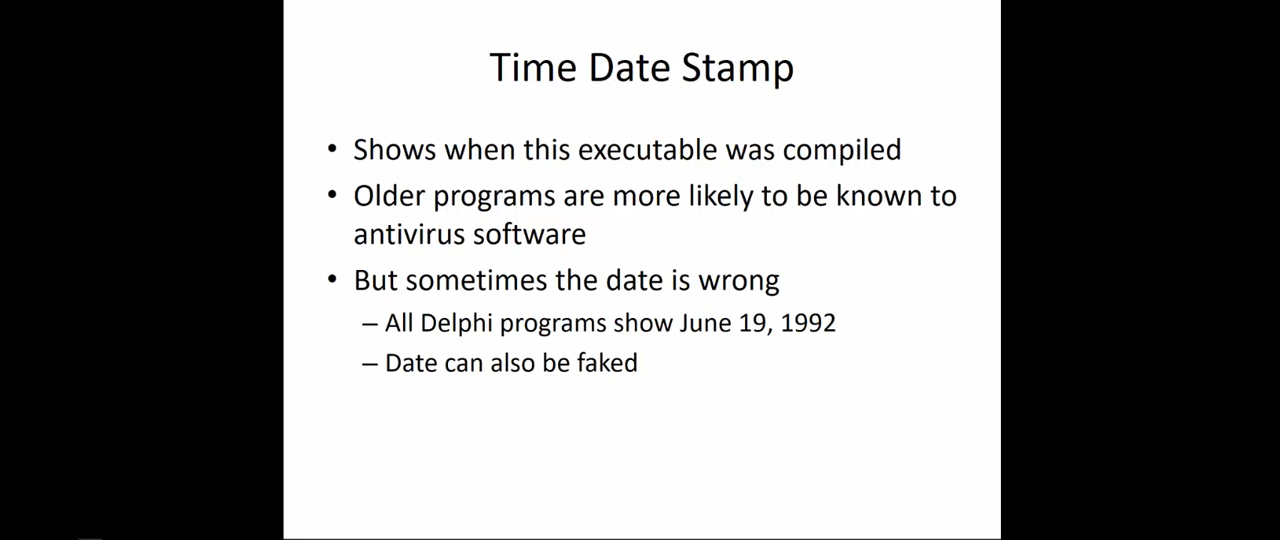 Time Date Stamp
• Shows when this executable was compiled
• Older programs are more likely to be known to
antivirus software
• But sometimes the date is wrong
– All Delphi programs show June 19, 1992
– Date can also be faked